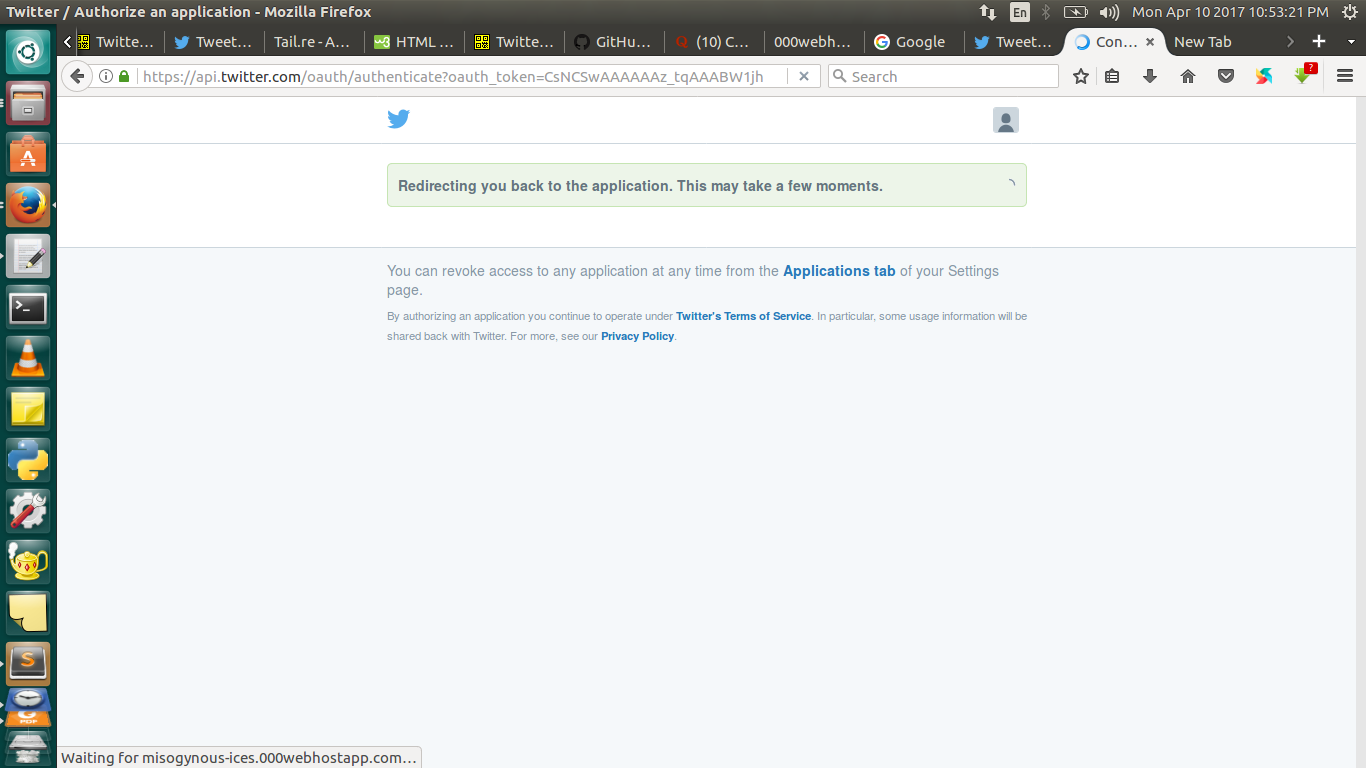 Twitter / Authorize an application - Mozilla Firefox
En
Mon Apr 10 2017 10:53:21 PM
Twitte…
Tweet…
Tail.re - A…
HTML …
Twitte…
GitHu…
(10) C…
000webh…
Google
Tweet…
Con…
New Tab
https://api.twitter.com/oauth/authenticate?oauth_token=CsNCSwAAAAAAz_tqAAABW1jh
Search
Redirecting you back to the application. This may take a few moments.
You can revoke access to any application at any time from the Applications tab of your Settings
page.
By authorizing an application you continue to operate under Twitter's Terms of Service. In particular, some usage information will be
shared back with Twitter. For more, see our Privacy Policy.
PDF
Waiting for misogynous-ices.000webhostapp.com…